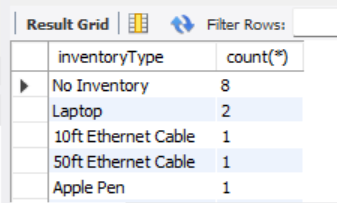 Result Grid Filter Rows:
inventoryType count(*)
No Inventory 8
Laptop 2
10ft Ethernet Cable 1
50ft Ethernet Cable 1
Apple Pen 1